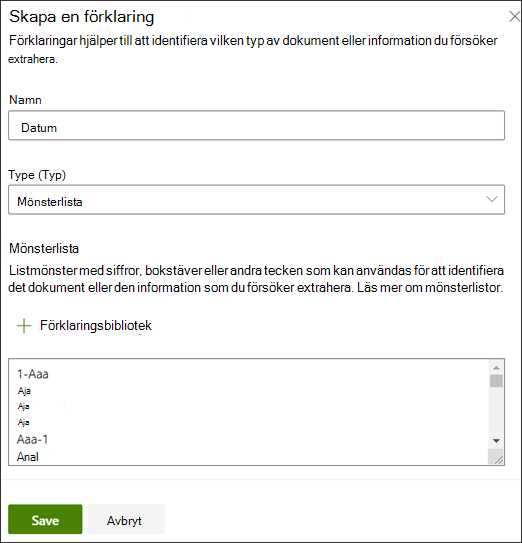 Skapa en förklaring
Förklaringar hjälper till att identifiera vilken typ av dokument eller information du försöker
extrahera.
Namn
Datum
Type (Typ)
Mönsterlista
Mönsterlista
Listmönster med siffror, bokstäver eller andra tecken som kan användas för att identifiera
det dokument eller den information som du försöker extrahera. Läs mer om mönsterlistor.
Förklaringsbibliotek
1-Aaa
Aja
Aja
Aja
Aaa-1
Anal
Save
Avbryt